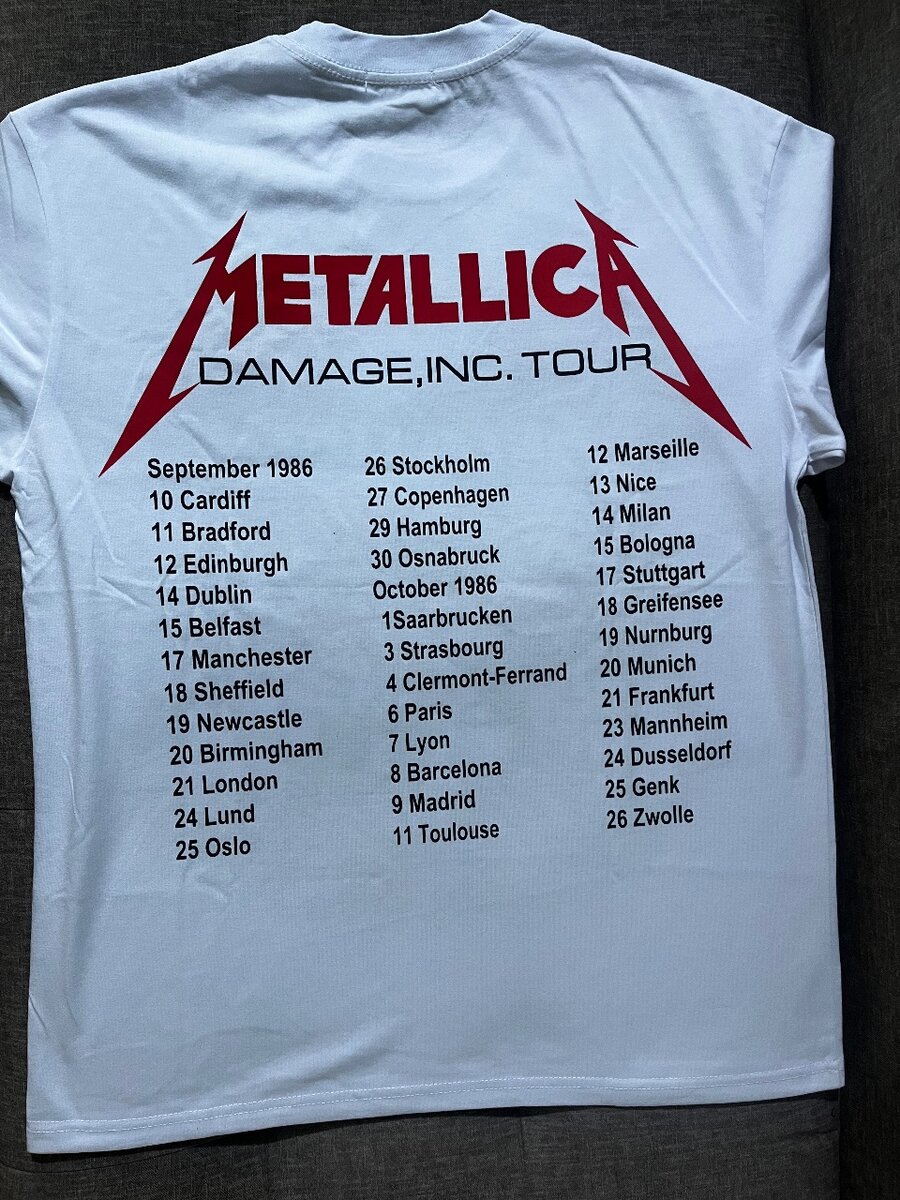 METALLICA
DAMAGE,INC. TOUR
September 1986
10 Cardiff
11 Bradford
12 Edinburgh
14 Dublin
15 Belfast
17 Manchester
18 Sheffield
19 Newcastle
20 Birmingham
21 London
24 Lund
25 Oslo
26 Stockholm
27 Copenhagen
29 Hamburg
30 Osnabruck
October 1986
1Saarbrucken
3 Strasbourg
4 Clermont-Ferrand
6 Paris
7 Lyon
8 Barcelona
9 Madrid
11 Toulouse
12 Marseille
13 Nice
14 Milan
15 Bologna
17 Stuttgart
18 Greifensee
19 Nurnburg
20 Munich
21 Frankfurt
23 Mannheim
24 Dusseldorf
25 Genk
26 Zwolle